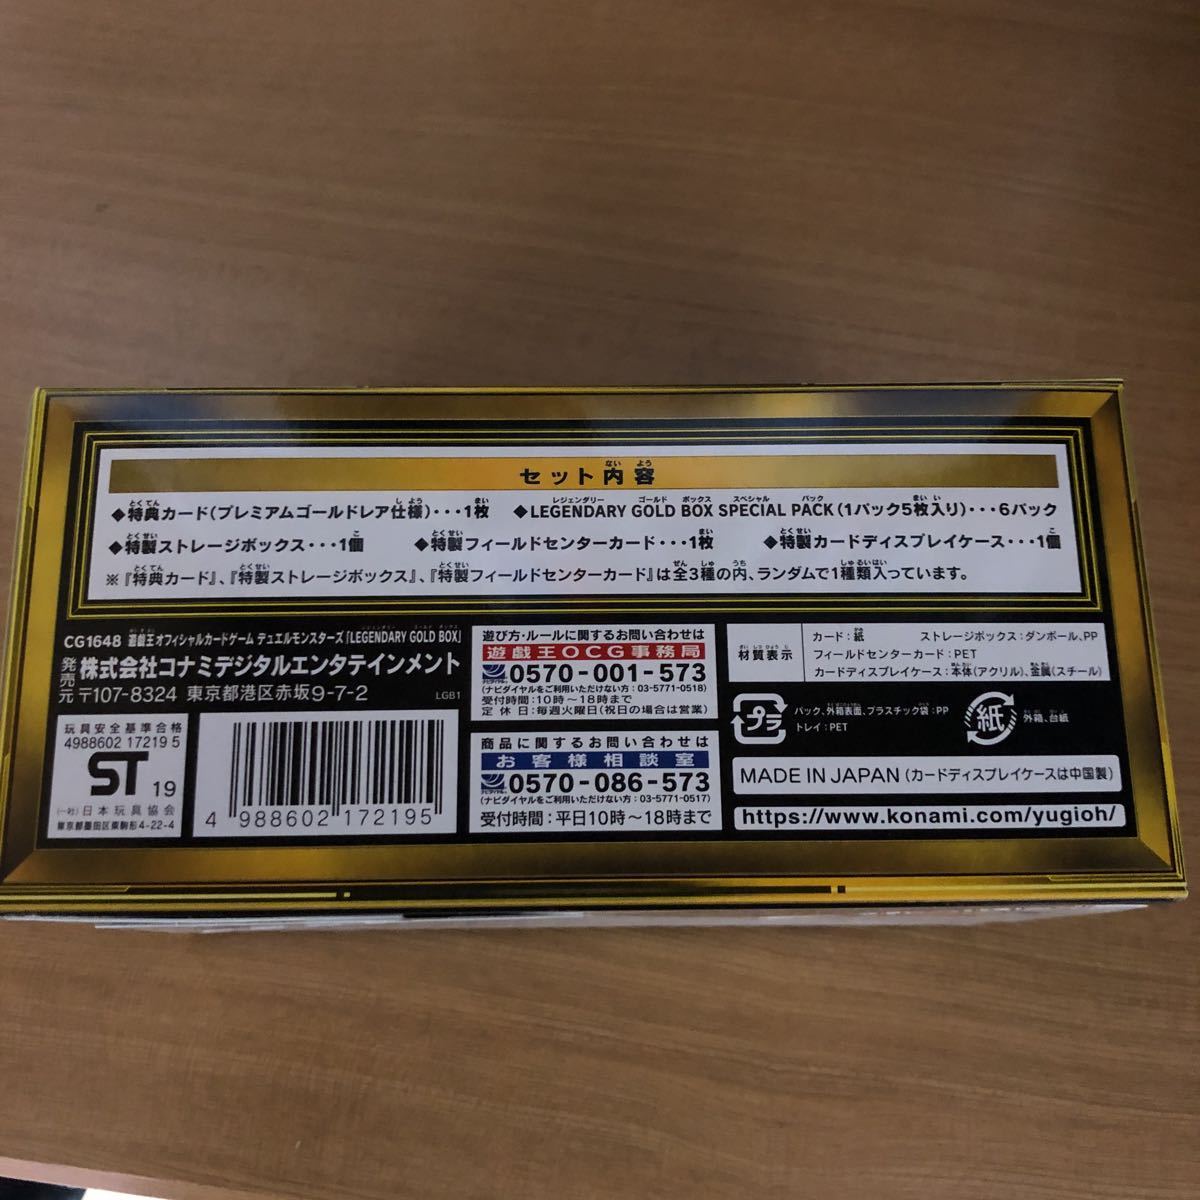 セット内容
◆特典カード(プレミアムゴールドレア仕様)・・・1枚 ◆LEGENDARY GOLD BOX SPECIAL PACK(1パック5枚入り)・・・6パック
◆特製ストレージボックス・・・1個 ◆特製フィールドセンターカード・・・1枚 ◆特製カードディスプレイケース・・・1個
※『特典カード』、『特製ストレージボックス』、『特製フィールドセンターカード』は全3種の内、ランダムで1種類入っています。
CG1648 遊戯王オフィシャルカードゲーム デュエルモンスターズ「LEGENDARY GOLD BOX」
発売元 株式会社コナミデジタルエンタテインメント
〒107-8324 東京都港区赤坂9-7-2 LGB1
玩具安全基準合格
4988602 17219 5
ST 19
(一社)日本玩具協会
東京都墨田区東駒形4-22-4
4 988602 172195
遊び方・ルールに関するお問い合わせは
遊戯王OCG事務局
0570-001-573
(ナビダイヤルをご利用いただけない方:03-5771-0518)
受付時間:10時〜18時まで
定休日:毎週火曜日(祝日の場合は営業)
商品に関するお問い合わせは
お客様相談室
0570-086-573
(ナビダイヤルをご利用いただけない方:03-5771-0517)
受付時間:平日10時〜18時まで
材質表示
カード:紙 ストレージボックス:ダンボール、PP
フィールドセンターカード:PET
カードディスプレイケース:本体(アクリル)、金属(スチール)
プラ
パック、外箱表面、プラスチック袋:PP
トレイ:PET
紙
外箱、台紙
MADE IN JAPAN(カードディスプレイケースは中国製)
https://www.konami.com/yugioh/